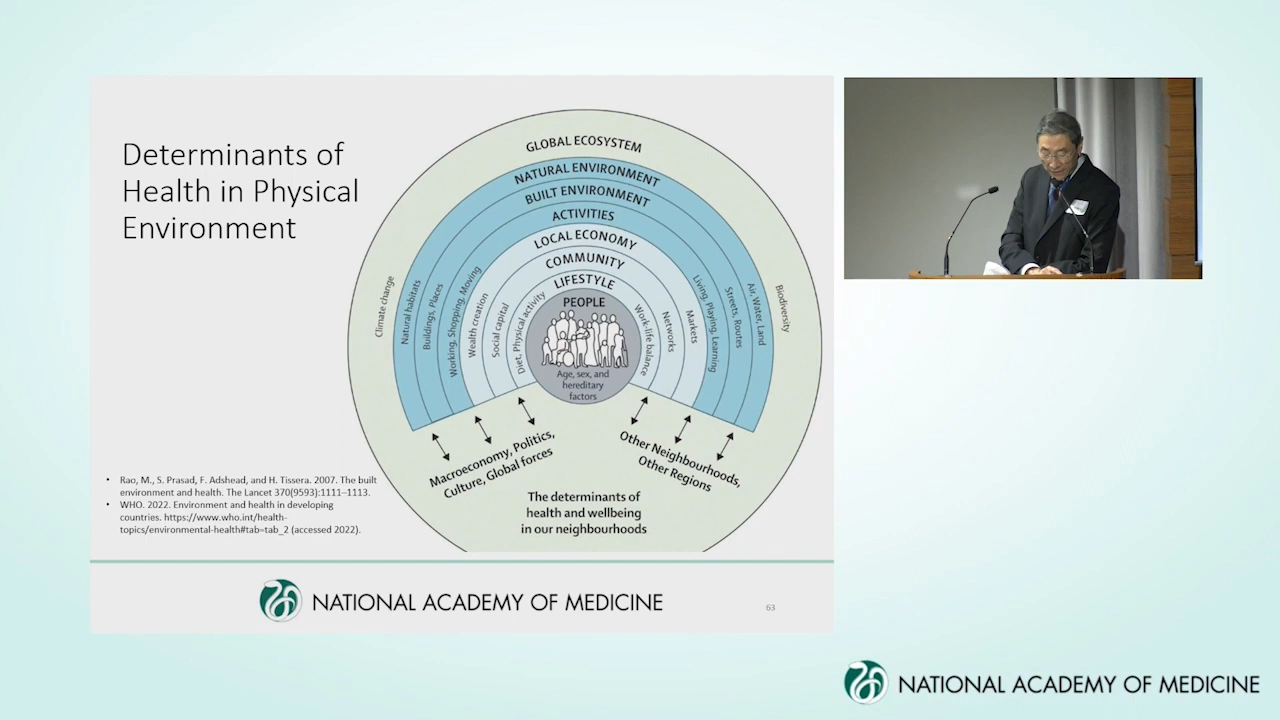 Determinants of
Health in Physical
Environment
GLOBAL ECOSYSTEM
NATURAL ENVIRONMENT
BUILT ENVIRONMENT
ACTIVITIES
LOCAL ECONOMY
COMMUNITY
LIFESTYLE
PEOPLE
Age, sex, and
hereditary
factors
Climate change
Natural habitats
Buildings, Places
Working, Shopping, Moving
Wealth creation
Social capital
Diet, Physical activity
Work-life balance
Networks
Markets
Living, Playing, Learning
Streets, Routes
Air, Water, Land
Biodiversity
Macroeconomy, Politics,
Culture, Global forces
Other Neighbourhoods,
Other Regions
The determinants of
health and wellbeing
in our neighbourhoods
• Rao, M., S. Prasad, F. Adshead, and H. Tissera. 2007. The built
environment and health. The Lancet 370(9593):1111–1113.
• WHO. 2022. Environment and health in developing
countries. https://www.who.int/health-
topics/environmental-health#tab=tab_2 (accessed 2022).
NATIONAL ACADEMY OF MEDICINE
63
NATIONAL ACADEMY OF MEDICINE